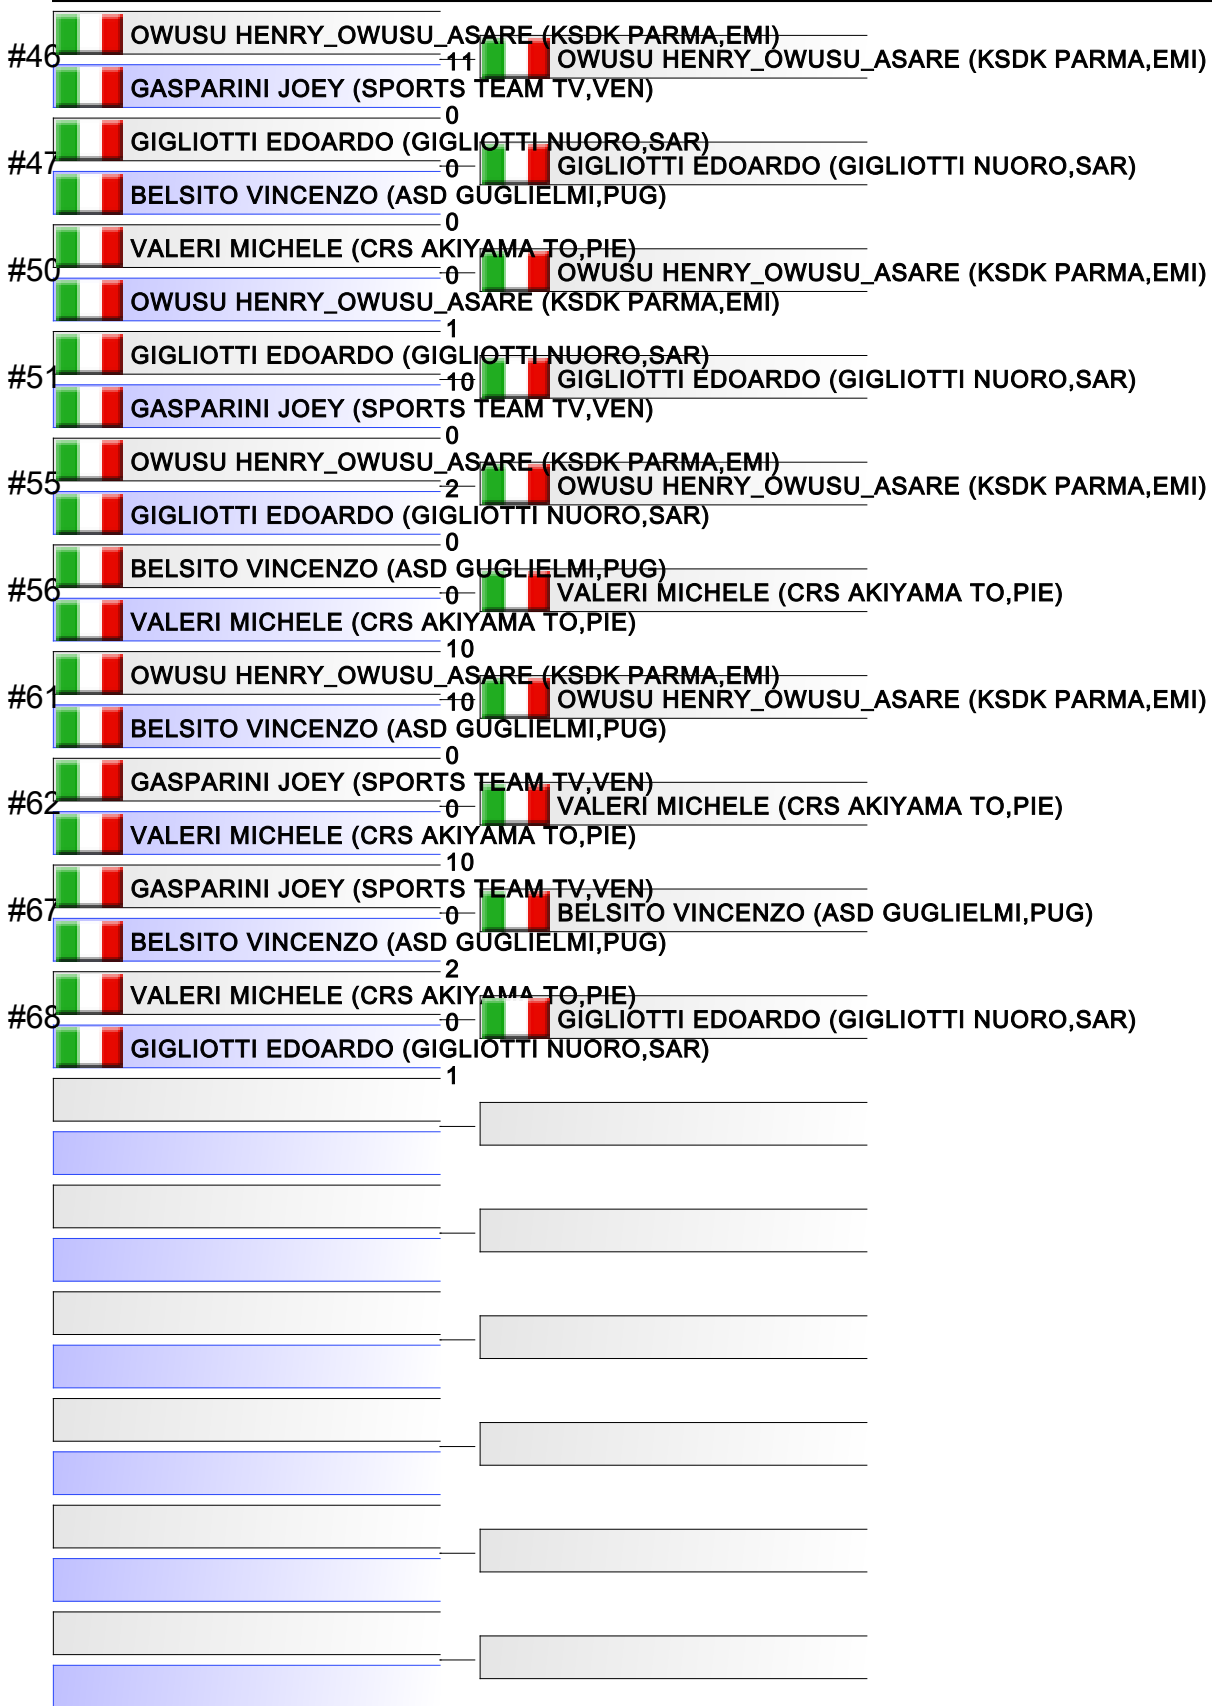 OWUSU HENRY_OWUSU_ASARE (KSDK PARMA,EMI)
#46
11
OWUSU HENRY_OWUSU_ASARE (KSDK PARMA,EMI)
GASPARINI JOEY (SPORTS TEAM TV,VEN)
0
GIGLIOTTI EDOARDO (GIGLIOTTI NUORO,SAR)
#47
0
GIGLIOTTI EDOARDO (GIGLIOTTI NUORO,SAR)
BELSITO VINCENZO (ASD GUGLIELMI,PUG)
0
VALERI MICHELE (CRS AKIYAMA TO,PIE)
#50
0
OWUSU HENRY_OWUSU_ASARE (KSDK PARMA,EMI)
OWUSU HENRY_OWUSU_ASARE (KSDK PARMA,EMI)
1
GIGLIOTTI EDOARDO (GIGLIOTTI NUORO,SAR)
#51
10
GIGLIOTTI EDOARDO (GIGLIOTTI NUORO,SAR)
GASPARINI JOEY (SPORTS TEAM TV,VEN)
0
OWUSU HENRY_OWUSU_ASARE (KSDK PARMA,EMI)
#55
2
OWUSU HENRY_OWUSU_ASARE (KSDK PARMA,EMI)
GIGLIOTTI EDOARDO (GIGLIOTTI NUORO,SAR)
0
BELSITO VINCENZO (ASD GUGLIELMI,PUG)
#56
0
VALERI MICHELE (CRS AKIYAMA TO,PIE)
VALERI MICHELE (CRS AKIYAMA TO,PIE)
10
OWUSU HENRY_OWUSU_ASARE (KSDK PARMA,EMI)
#61
10
OWUSU HENRY_OWUSU_ASARE (KSDK PARMA,EMI)
BELSITO VINCENZO (ASD GUGLIELMI,PUG)
0
GASPARINI JOEY (SPORTS TEAM TV,VEN)
#62
0
VALERI MICHELE (CRS AKIYAMA TO,PIE)
VALERI MICHELE (CRS AKIYAMA TO,PIE)
10
GASPARINI JOEY (SPORTS TEAM TV,VEN)
#67
0
BELSITO VINCENZO (ASD GUGLIELMI,PUG)
BELSITO VINCENZO (ASD GUGLIELMI,PUG)
2
VALERI MICHELE (CRS AKIYAMA TO,PIE)
#68
0
GIGLIOTTI EDOARDO (GIGLIOTTI NUORO,SAR)
GIGLIOTTI EDOARDO (GIGLIOTTI NUORO,SAR)
1